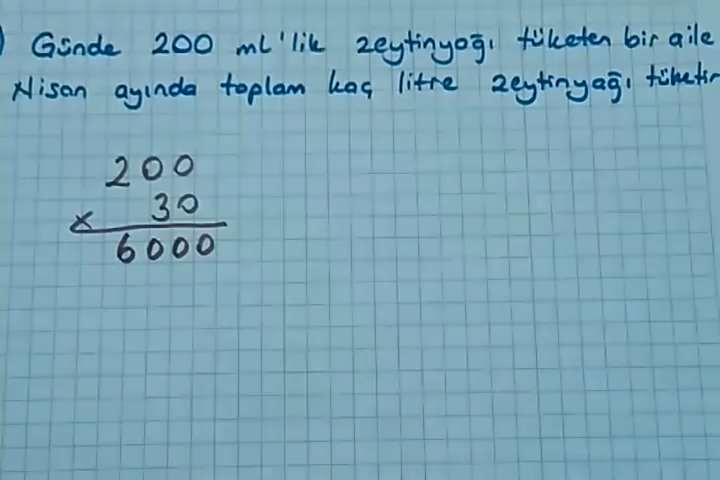 ) Günde 200 ml'lik zeytinyağı tüketen bir aile
Nisan ayında toplam kaç litre zeytinyağı tüketir
200
x 30
6000